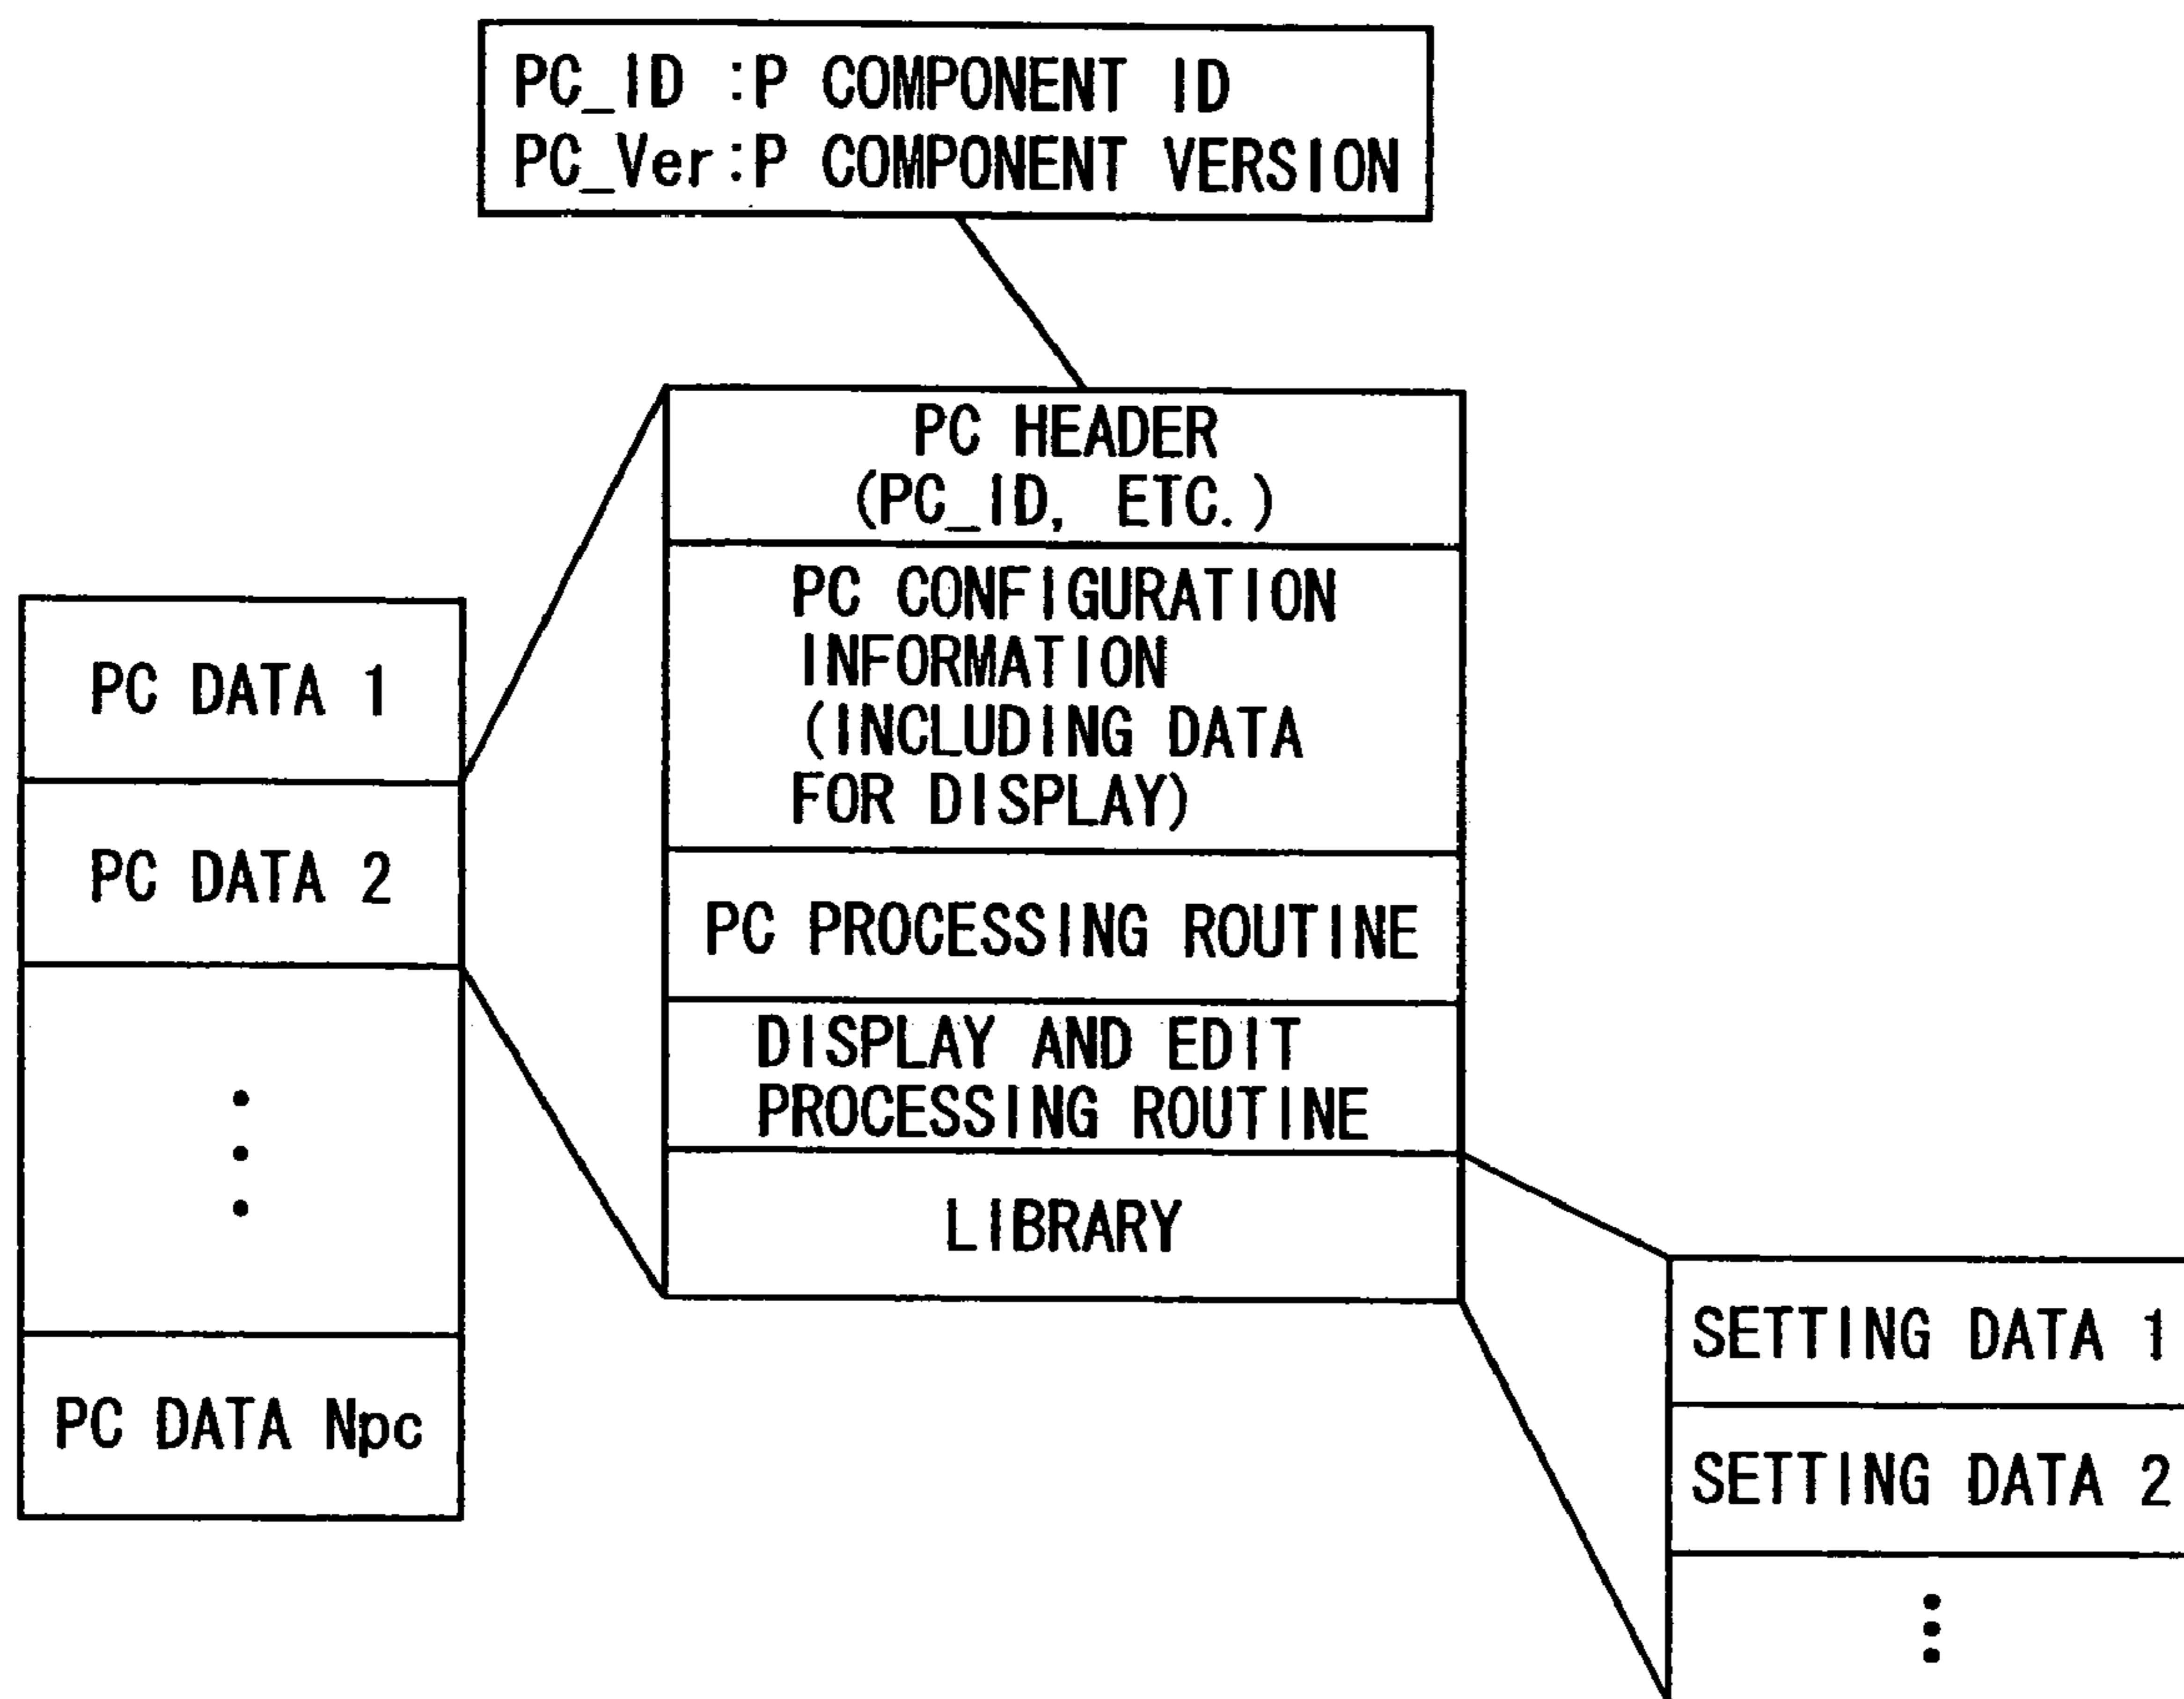 PC_ID :P COMPONENT ID
PC_Ver:P COMPONENT VERSION
PC HEADER
(PC_ID, ETC.)
PC CONFIGURATION
INFORMATION
(INCLUDING DATA
FOR DISPLAY)
PC PROCESSING ROUTINE
DISPLAY AND EDIT
PROCESSING ROUTINE
LIBRARY
PC DATA 1
PC DATA 2
PC DATA Npc
SETTING DATA 1
SETTING DATA 2